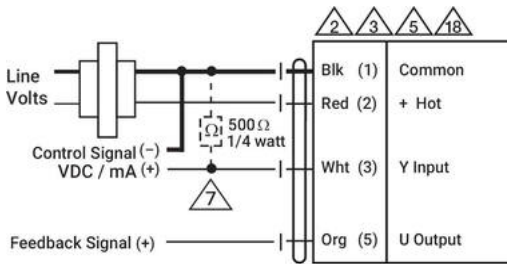 2 3 5 18
Line
Volts
Blk (1) Common
Red (2) + Hot
Ω 500 Ω
1/4 watt
Control Signal (−)
VDC / mA (+)
Wht (3) Y Input
7
Feedback Signal (+)
Org (5) U Output